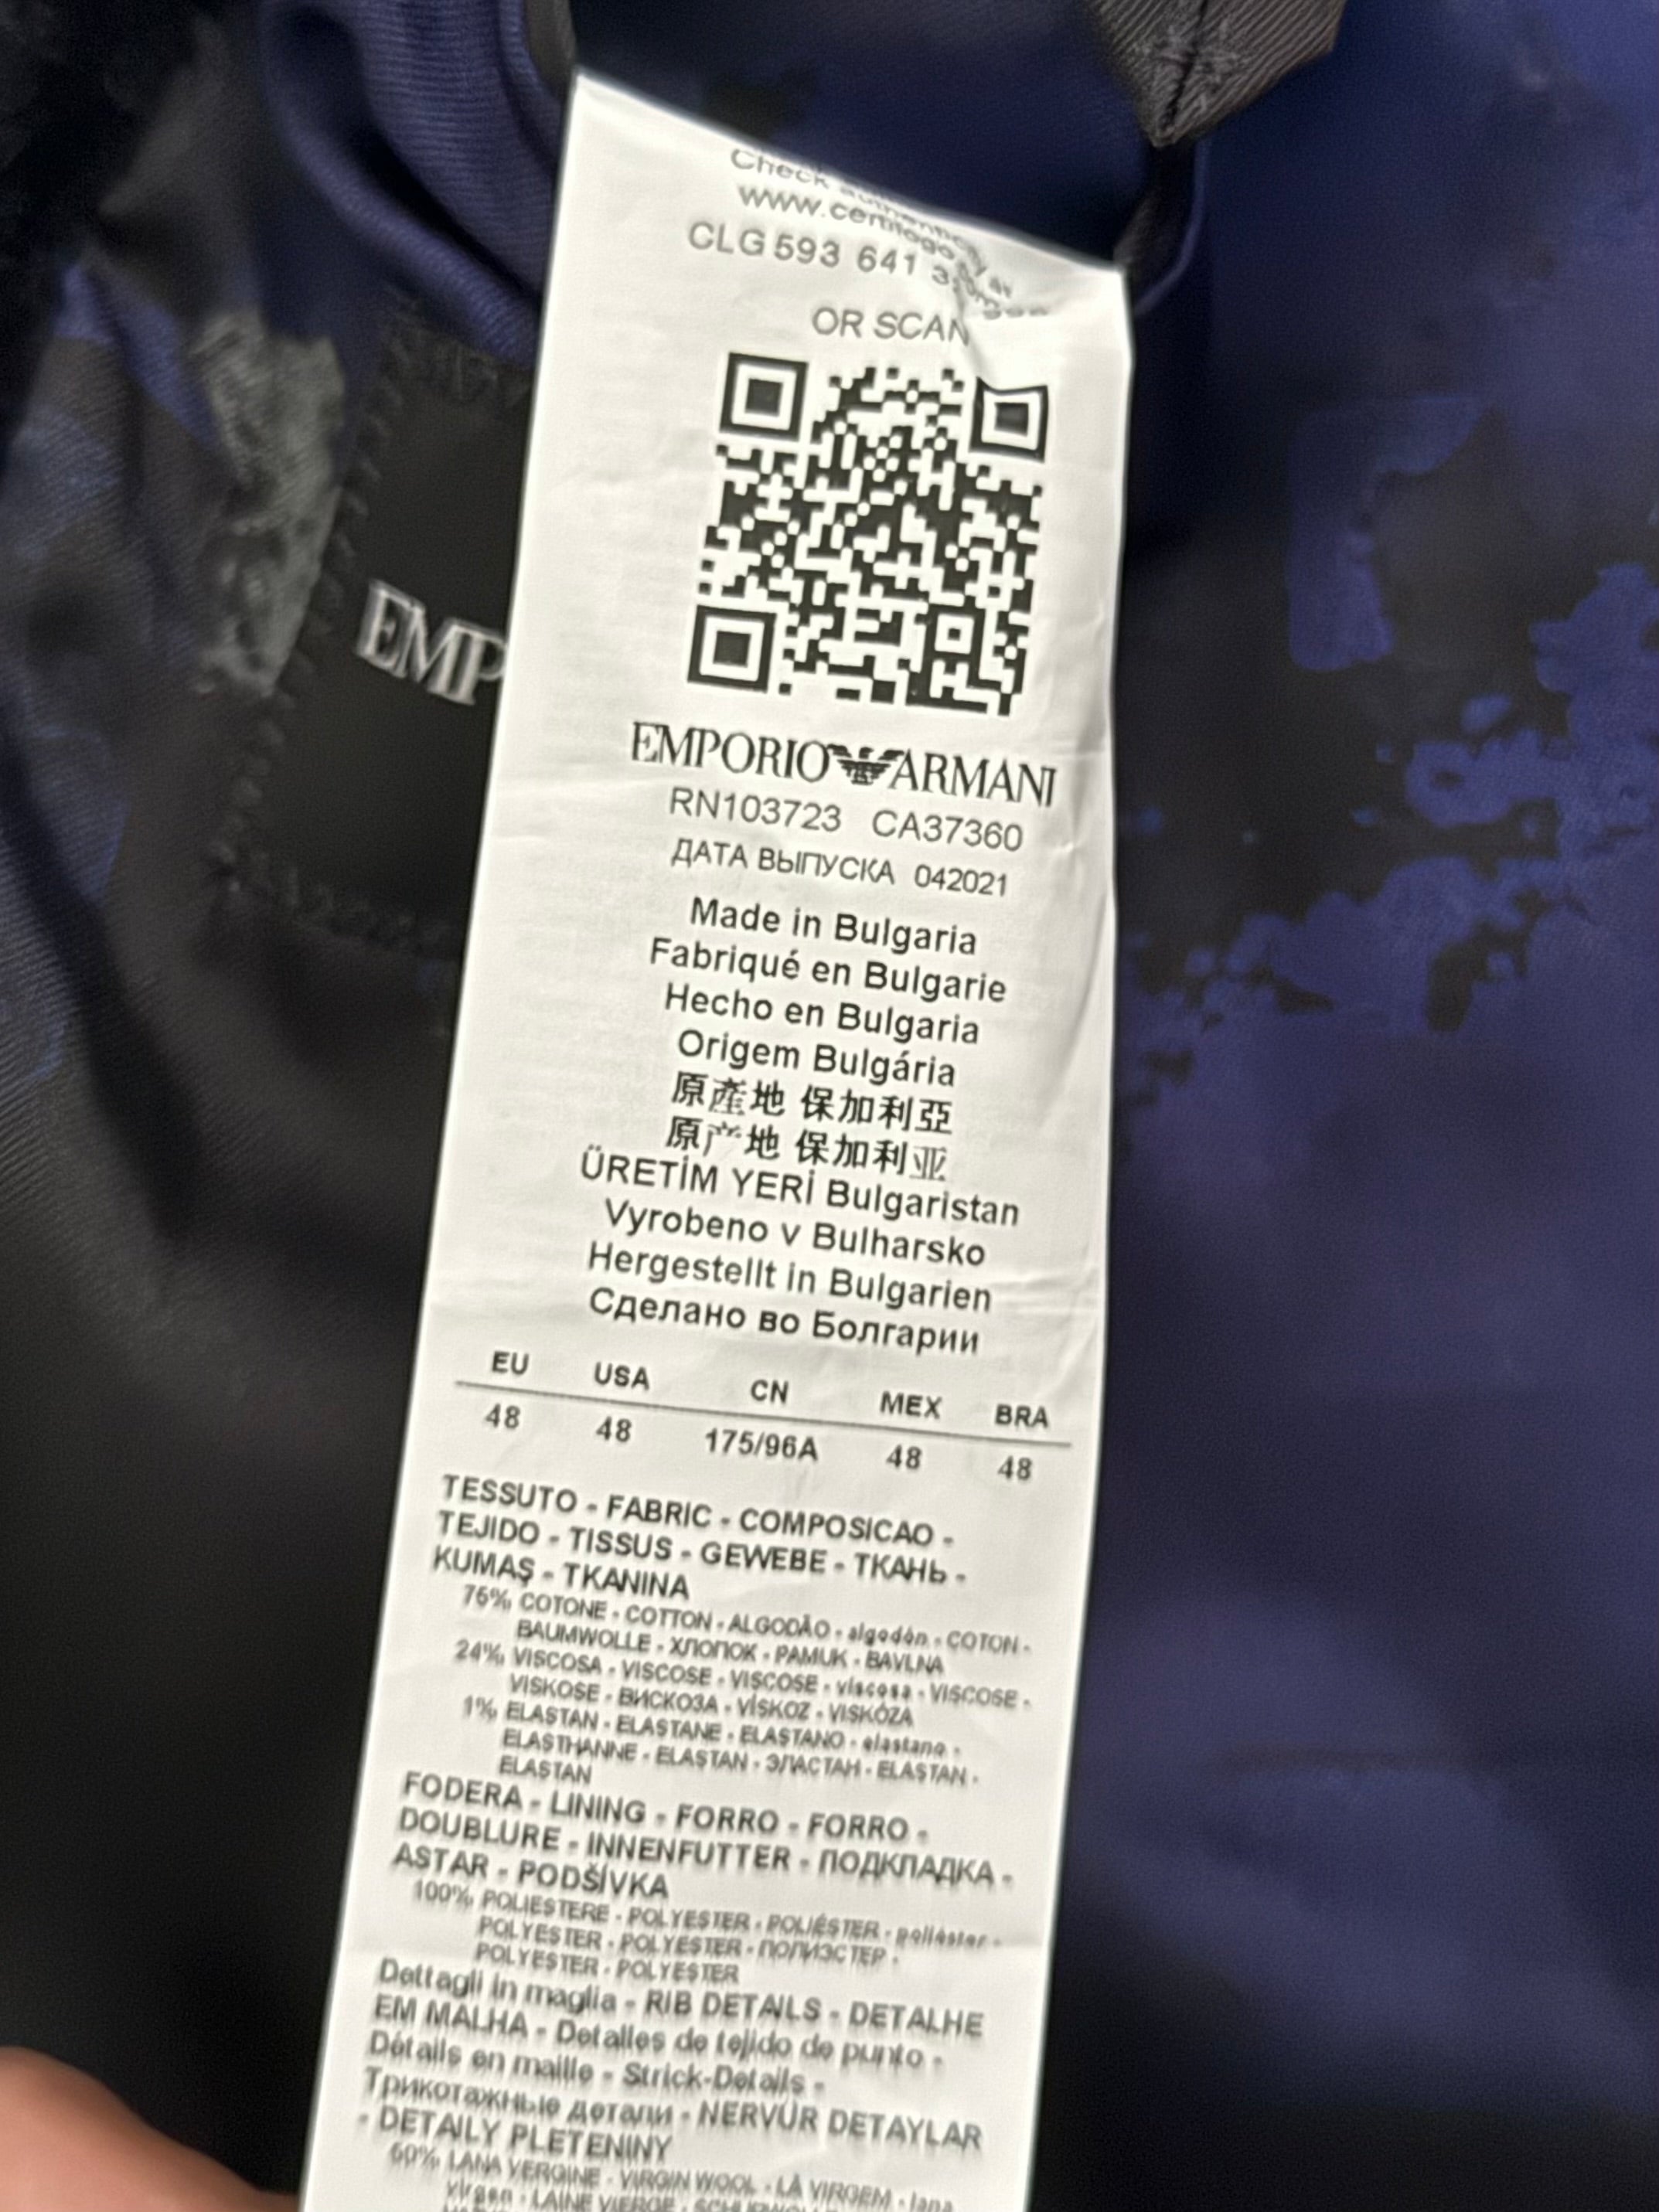 Check
www.certilogo
CLG 593 641
OR SCAN
EMP
EMPORIO ARMANI
RN103723 CA37360
ДАТА ВЫПУСКА 042021
Made in Bulgaria
Fabriqué en Bulgarie
Hecho en Bulgaria
Origem Bulgária
原產地 保加利亞
原产地 保加利亚
ÜRETİM YERİ Bulgaristan
Vyrobeno v Bulharsko
Hergestellt in Bulgarien
Сделано во Болгарии
EU USA CN MEX BRA
48 48 175/96A 48 48
TESSUTO - FABRIC - COMPOSICAO -
TEJIDO - TISSUS - GEWEBE - ТКАНЬ -
KUMAŞ - TKANINA
76% COTONE - COTTON - ALGODÃO - algodón - COTON -
BAUMWOLLE - ХЛОПОК - PAMUK - BAVLNA
24% VISCOSA - VISCOSE - VISCOSE - viscosa - VISCOSE -
VISKOSE - ВИСКОЗА - VİSKOZ - VISKÓZA
1% ELASTAN - ELASTANE - ELASTANO - elastano -
ELASTHANNE - ELASTAN - ЭЛАСТАН - ELASTAN -
ELASTAN
FODERA - LINING - FORRO - FORRO -
DOUBLURE - INNENFUTTER - ПОДКЛАДКА -
ASTAR - PODŠÍVKA
100% POLIESTERE - POLYESTER - POLIÉSTER - poliéster -
POLYESTER - POLYESTER - ПОЛИЭСТЕР -
POLYESTER - POLYESTER
Dettagli in maglia - RIB DETAILS - DETALHE
EM MALHA - Detalles de tejido de punto -
Détails en maille - Strick-Details -
Трикотажные детали - NERVÜR DETAYLAR
- DETAILY PLETENINY
60% LANA VERGINE - VIRGIN WOOL - LÃ VIRGEM - lana
virgen - LAINE VIERGE -